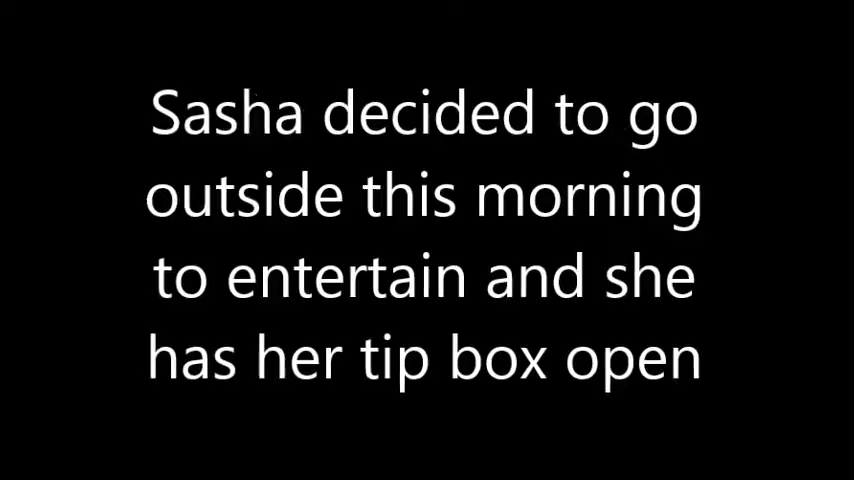 Sasha decided to go
outside this morning
to entertain and she
has her tip box open